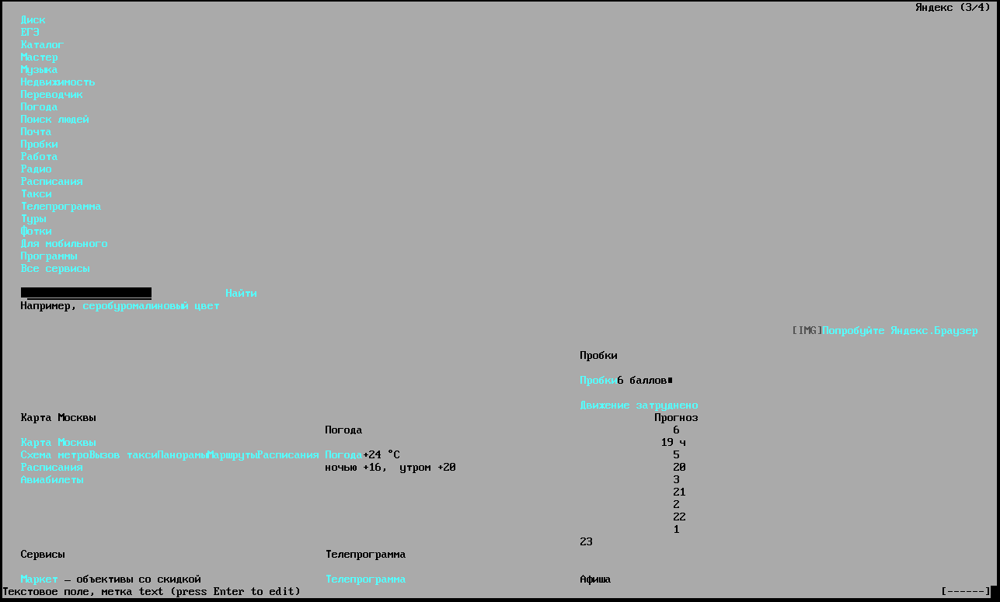 Яндекс (3/4)
Диск
ЕГЭ
Каталог
Мастер
Музыка
Недвижимость
Переводчик
Погода
Поиск людей
Почта
Пробки
Работа
Радио
Расписания
Такси
Телепрограмма
Туры
Фотки
Для мобильного
Программы
Все сервисы
Найти
Например, серобуромалиновый цвет
[IMG]Попробуйте Яндекс.Браузер
Пробки
Пробки6 баллов
Движение затруднено
Карта Москвы Прогноз
Погода 6
Карта Москвы 19 ч
Схема метроВызов таксиПанорамыМаршрутыРасписания Погода+24 °C 5
Расписания ночью +16, утром +20 20
Авиабилеты 3
21
2
22
1
23
Сервисы Телепрограмма
Маркет – объективы со скидкой Телепрограмма Афиша
Текстовое поле, метка text (press Enter to edit) [------]